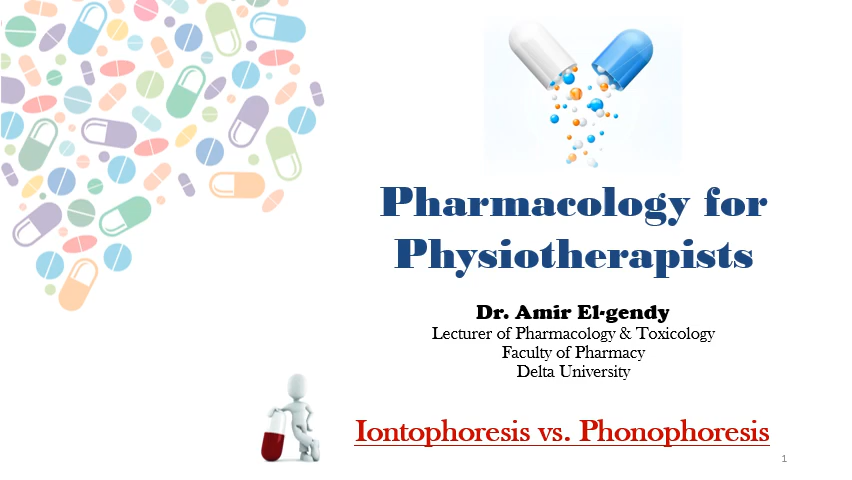 Pharmacology for
Physiotherapists
Dr. Amir El-gendy
Lecturer of Pharmacology & Toxicology
Faculty of Pharmacy
Delta University
Iontophoresis vs. Phonophoresis
1